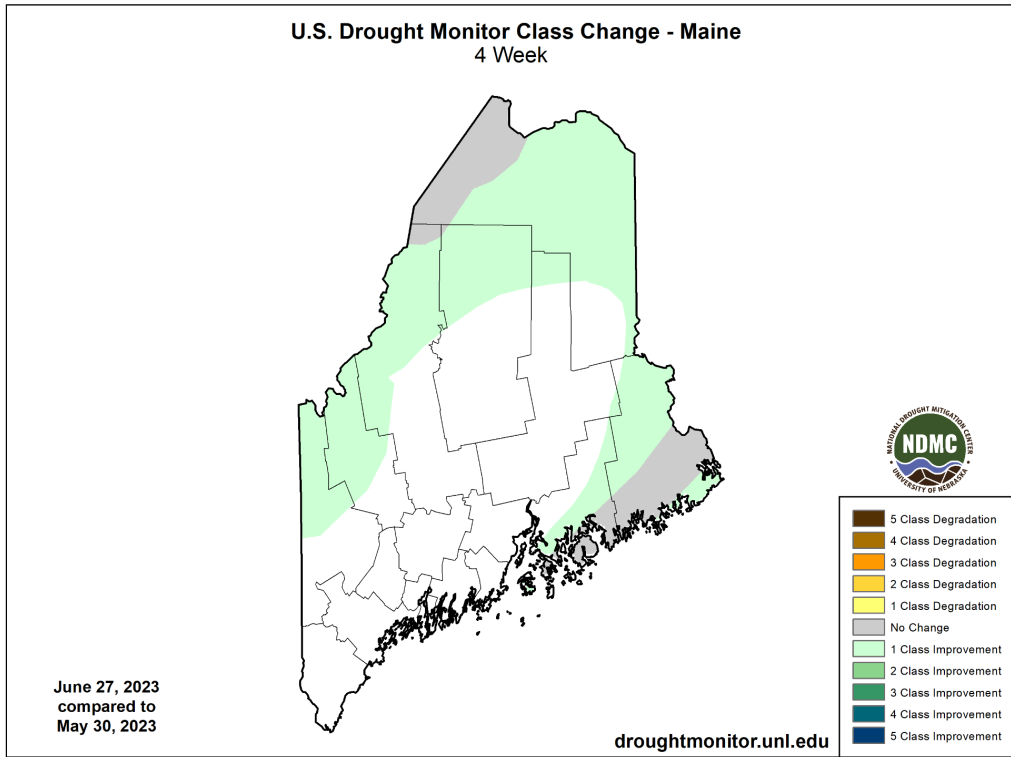 U.S. Drought Monitor Class Change - Maine
4 Week
NATIONAL DROUGHT MITIGATION CENTER
NDMC
UNIVERSITY OF NEBRASKA
5 Class Degradation
4 Class Degradation
3 Class Degradation
2 Class Degradation
1 Class Degradation
No Change
1 Class Improvement
2 Class Improvement
3 Class Improvement
4 Class Improvement
5 Class Improvement
June 27, 2023
compared to
May 30, 2023
droughtmonitor.unl.edu